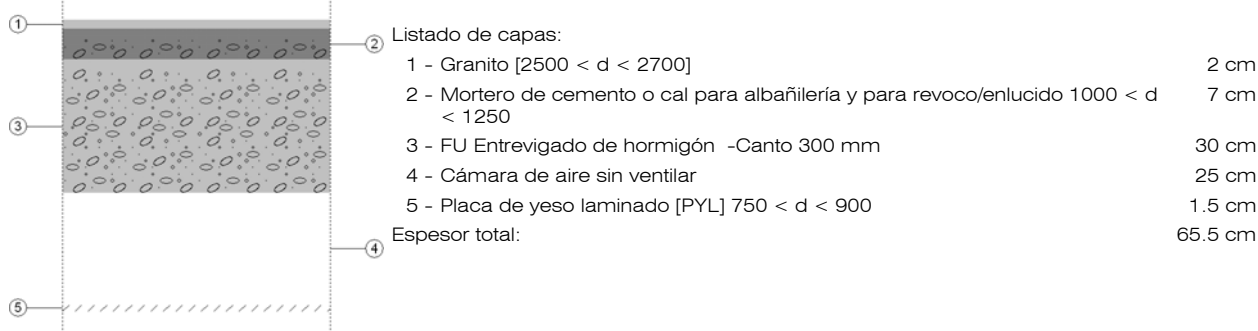 1
2
3
4
5
Listado de capas:
1 - Granito [2500 < d < 2700] 2 cm
2 - Mortero de cemento o cal para albañilería y para revoco/enlucido 1000 < d 7 cm
< 1250
3 - FU Entrevigado de hormigón -Canto 300 mm 30 cm
4 - Cámara de aire sin ventilar 25 cm
5 - Placa de yeso laminado [PYL] 750 < d < 900 1.5 cm
Espesor total: 65.5 cm